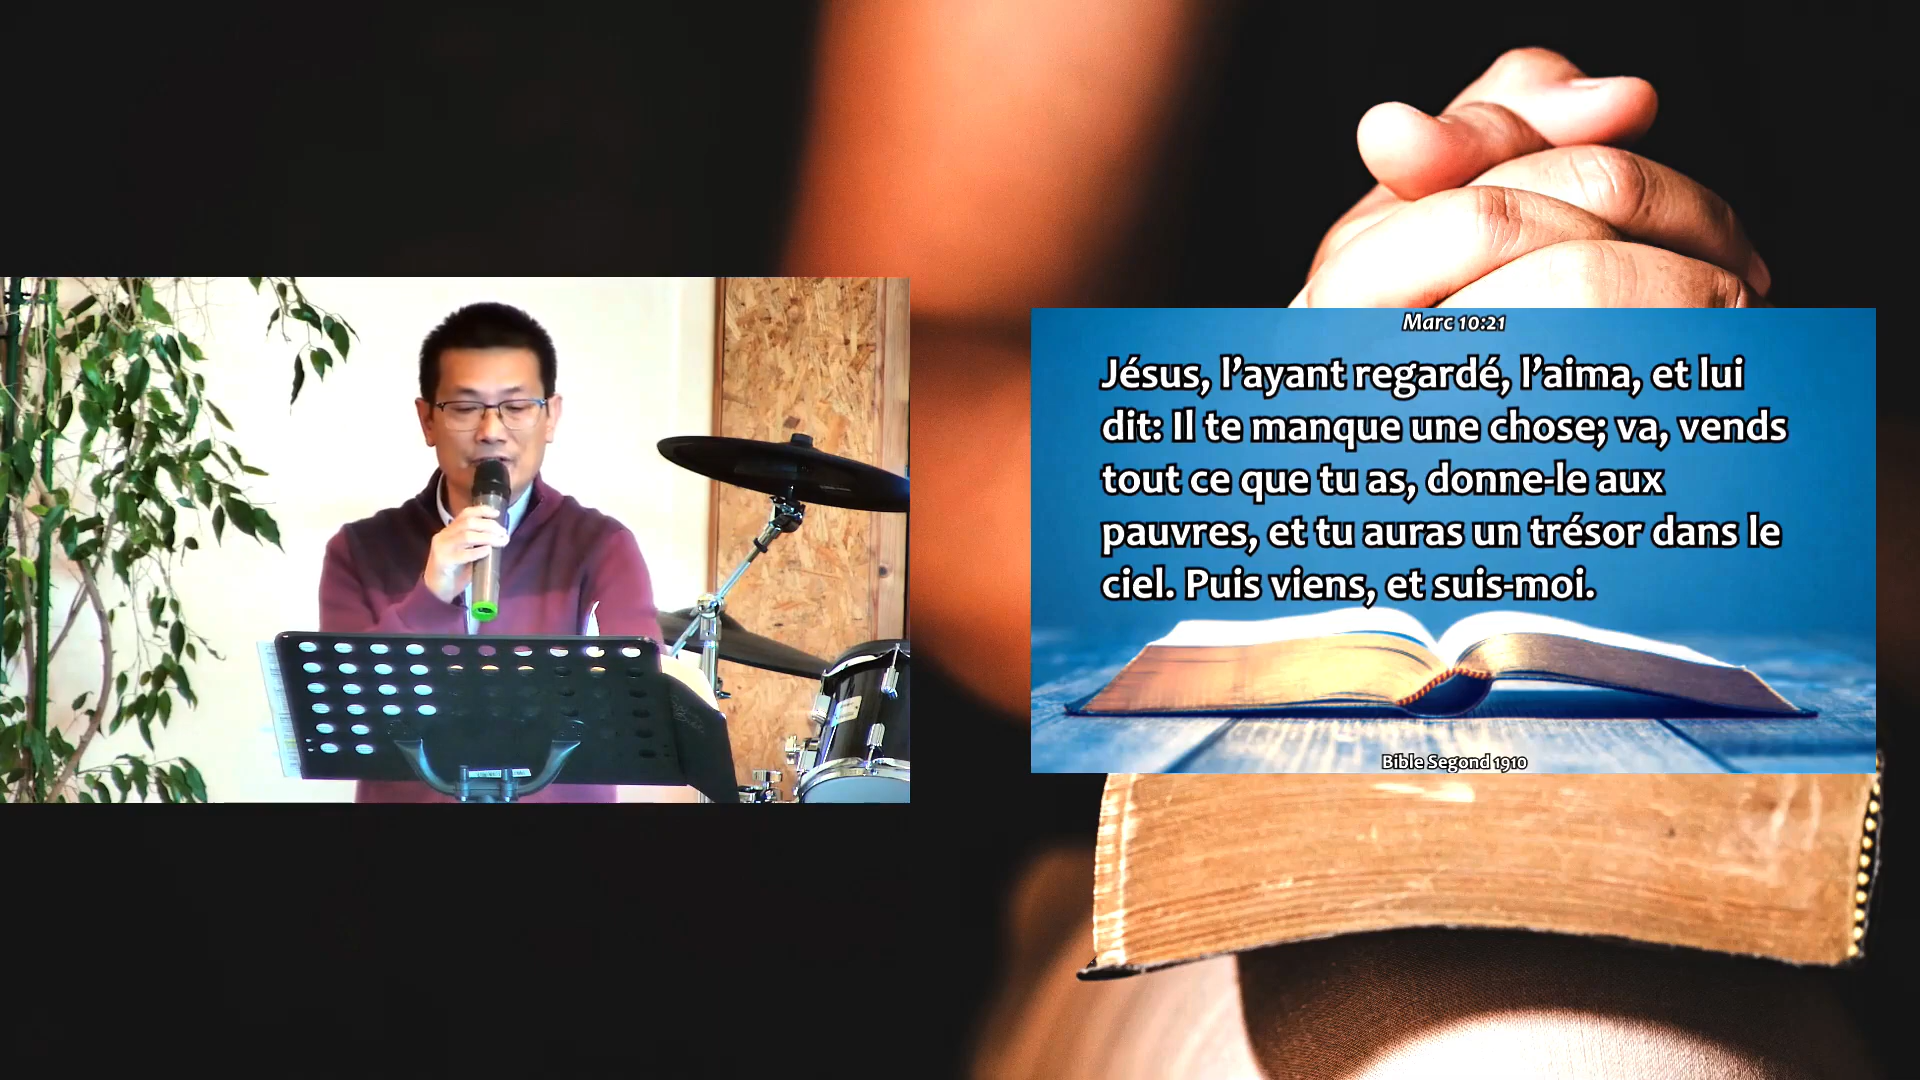 Marc 10:21
Jésus, l’ayant regardé, l’aima, et lui
dit: Il te manque une chose; va, vends
tout ce que tu as, donne-le aux
pauvres, et tu auras un trésor dans le
ciel. Puis viens, et suis-moi.
Bible Segond 1910